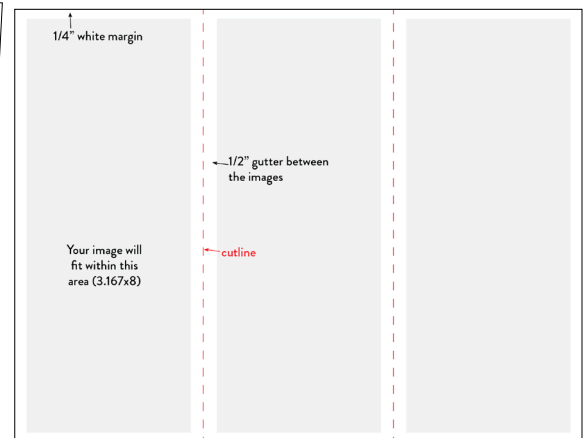 1/4” white margin
1/2” gutter between
the images
Your image will
fit within this
area (3.167x8)
cutline